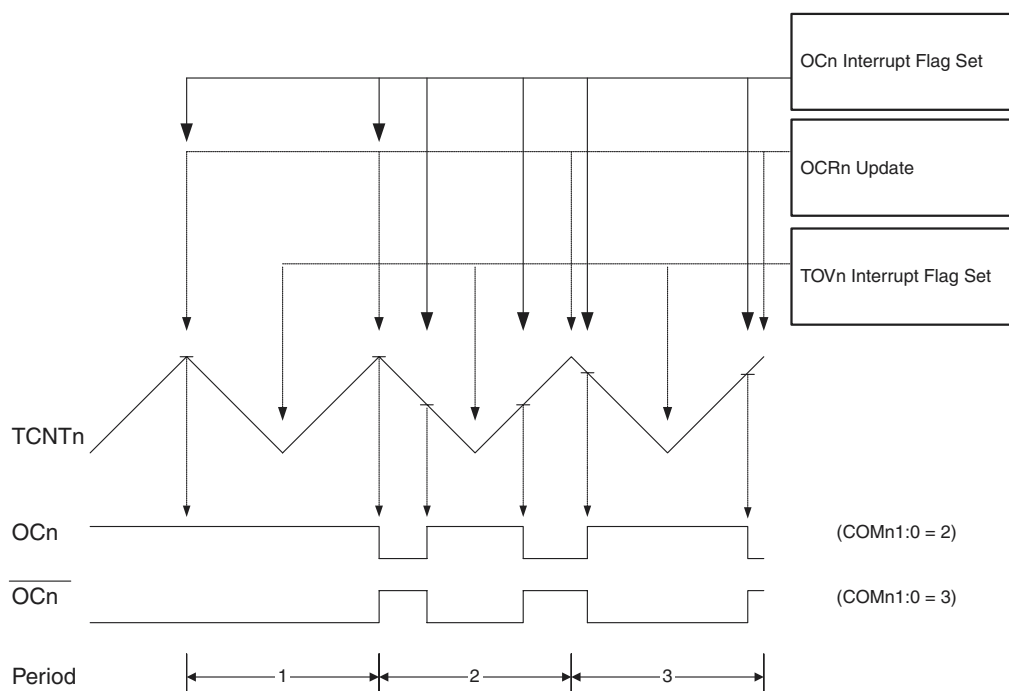 OCn Interrupt Flag Set
OCRn Update
TOVn Interrupt Flag Set
TCNTn
OCn
(COMn1:0 = 2)
OCn
(COMn1:0 = 3)
Period
1
2
3